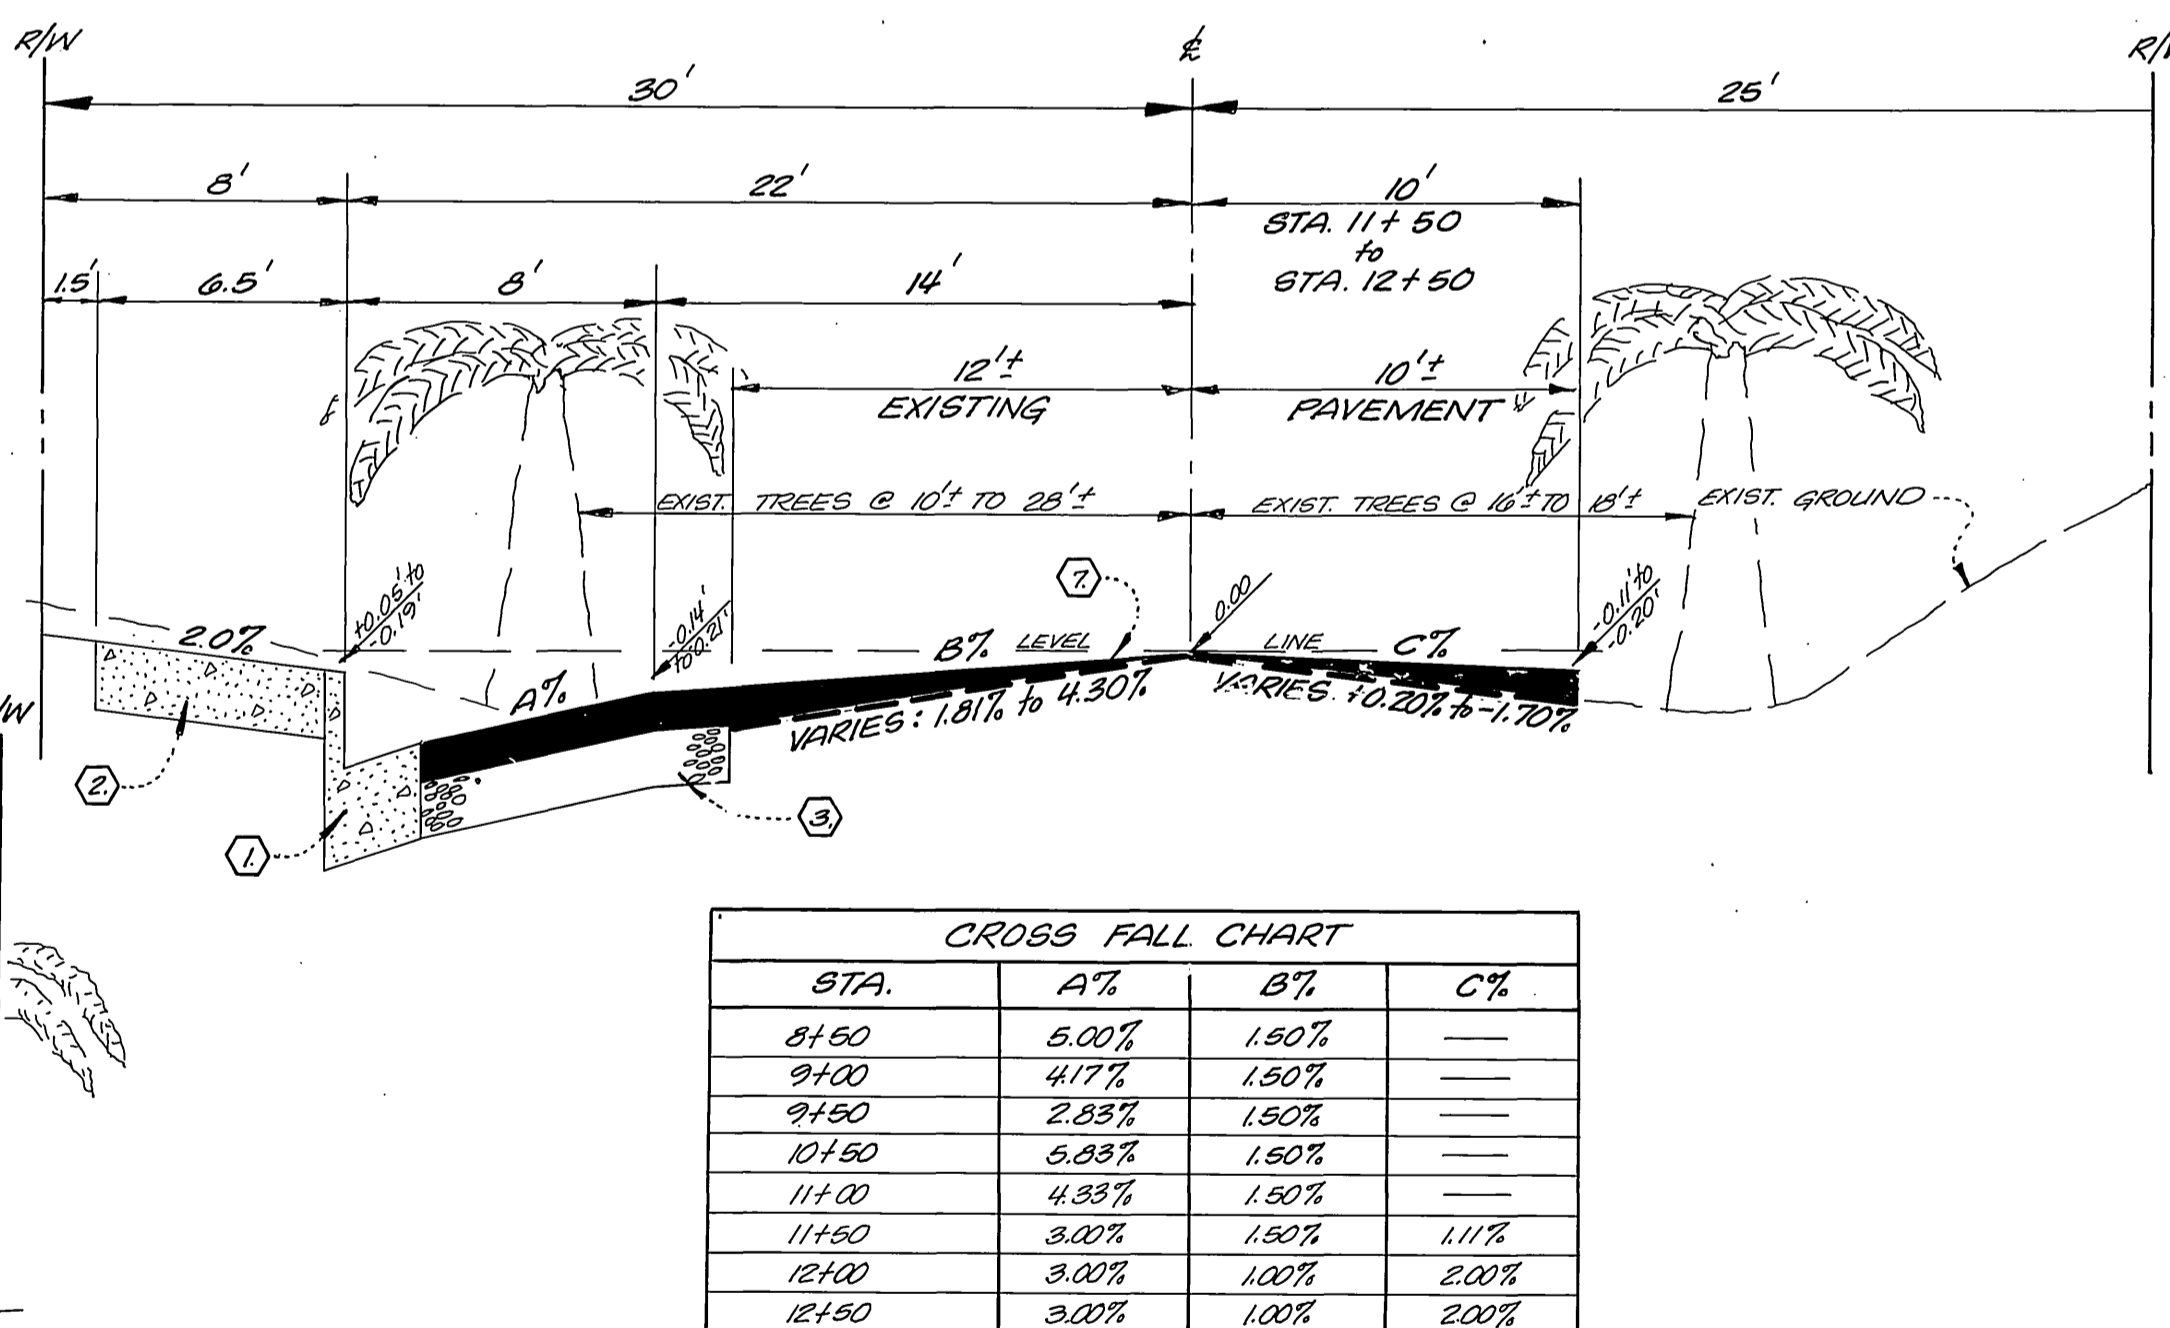 R/W
℄
30'
25'
8'
22'
10'
STA. 11+50
to
STA. 12+50
1.5'
6.5'
8'
14'
12'±
10'±
EXISTING
PAVEMENT
EXIST. TREES @ 10'± TO 28'±
EXIST. TREES @ 16'± TO 18'±
EXIST. GROUND
7.
+0.05' to
-0.19'
-0.14'
to 0.21'
0.00
-0.11' to
-0.20'
2.0%
A%
B%
LEVEL LINE
C%
VARIES: 1.81% to 4.30%
VARIES. +0.20% to -1.70%
2.
1.
3.
CROSS FALL CHART
STA. A% B% C%
8+50 5.00% 1.50% —
9+00 4.17% 1.50% —
9+50 2.83% 1.50% —
10+50 5.83% 1.50% —
11+00 4.33% 1.50% —
11+50 3.00% 1.50% 1.11%
12+00 3.00% 1.00% 2.00%
12+50 3.00% 1.00% 2.00%